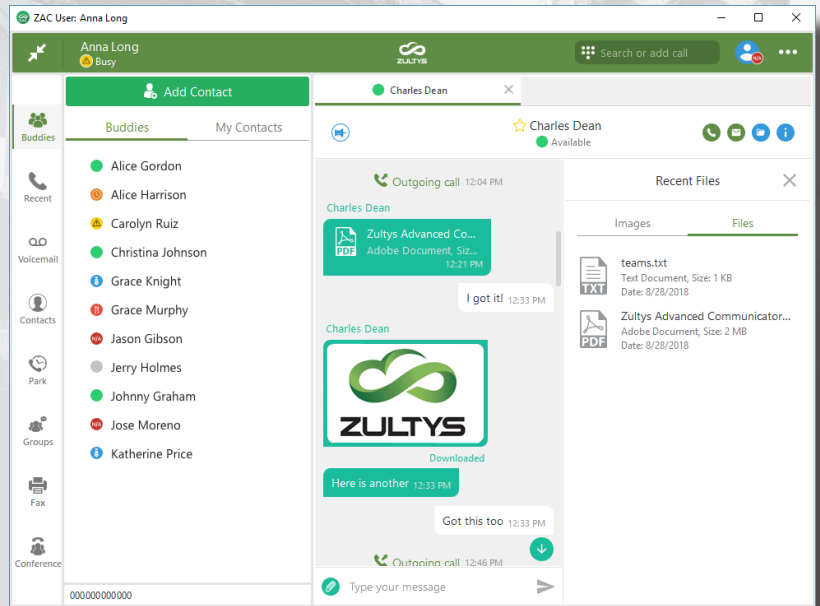 ZAC User: Anna Long
Anna Long
Busy
ZULTYS
Search or add call
N/A
Buddies
Recent
Voicemail
Contacts
Park
Groups
Fax
Conference
Add Contact
Buddies
My Contacts
Alice Gordon
Alice Harrison
Carolyn Ruiz
Christina Johnson
Grace Knight
Grace Murphy
N/A Jason Gibson
Jerry Holmes
Johnny Graham
N/A Jose Moreno
Katherine Price
000000000000
Charles Dean
Charles Dean
Available
Outgoing call 12:04 PM
Charles Dean
PDF
Zultys Advanced Co...
Adobe Document, Siz...
12:21 PM
I got it! 12:33 PM
Charles Dean
ZULTYS
Downloaded
Here is another 12:33 PM
Got this too 12:33 PM
Outgoing call 12:46 PM
Type your message
Recent Files
Images
Files
TXT
teams.txt
Text Document, Size: 1 KB
Date: 8/28/2018
PDF
Zultys Advanced Communicator...
Adobe Document, Size: 2 MB
Date: 8/28/2018